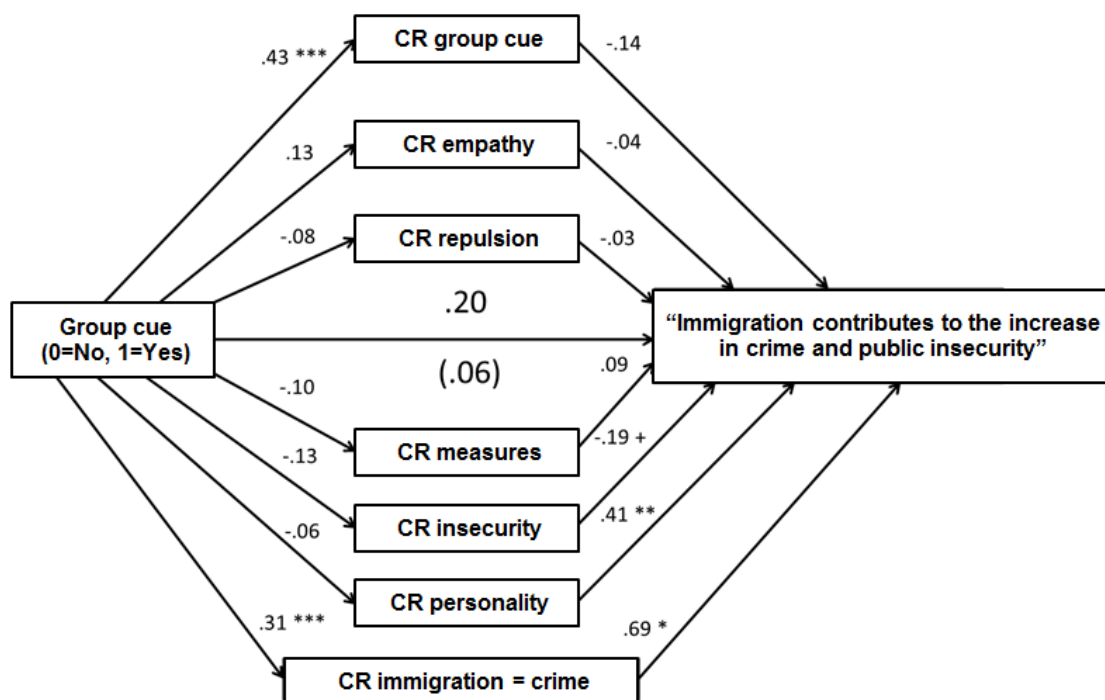 CR group cue
.43 ***
-.14
CR empathy
.13
-.04
CR repulsion
-.08
-.03
.20
Group cue
(0=No, 1=Yes)
“Immigration contributes to the increase
in crime and public insecurity”
(.06)
.09
-.10
CR measures
-.19 +
-.13
CR insecurity
.41 **
-.06
CR personality
.31 ***
.69 *
CR immigration = crime